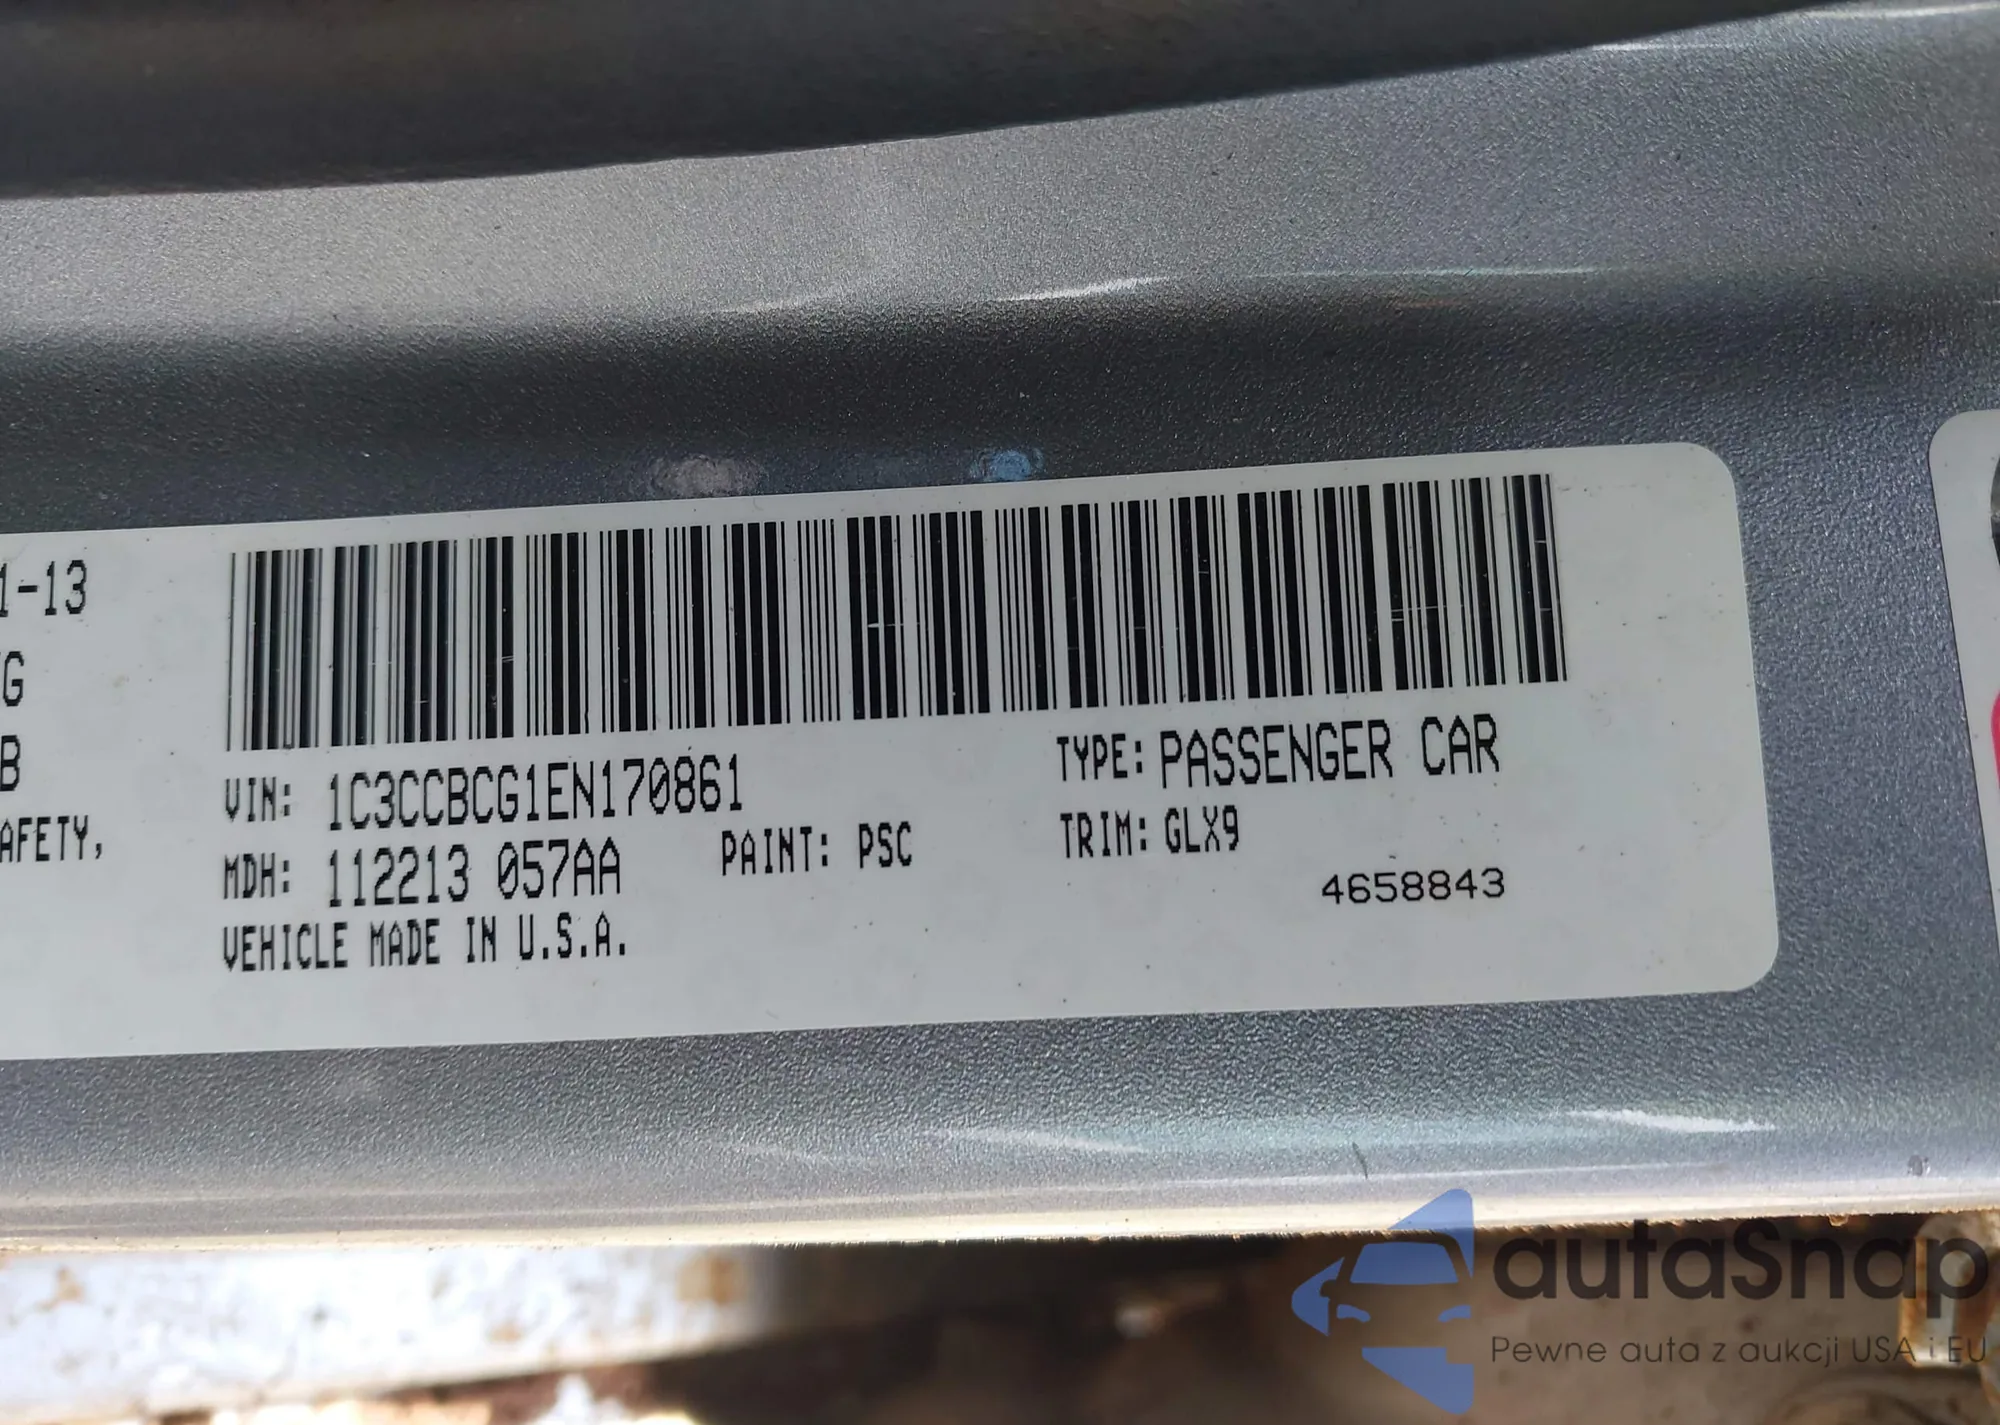 1-13
G
B
AFETY,
VIN: 1C3CCBCG1EN170861
MDH: 112213 057AA
PAINT: PSC
VEHICLE MADE IN U.S.A.
TYPE: PASSENGER CAR
TRIM: GLX9
4658843
autaSnap
Pewne auta z aukcji USA i EU